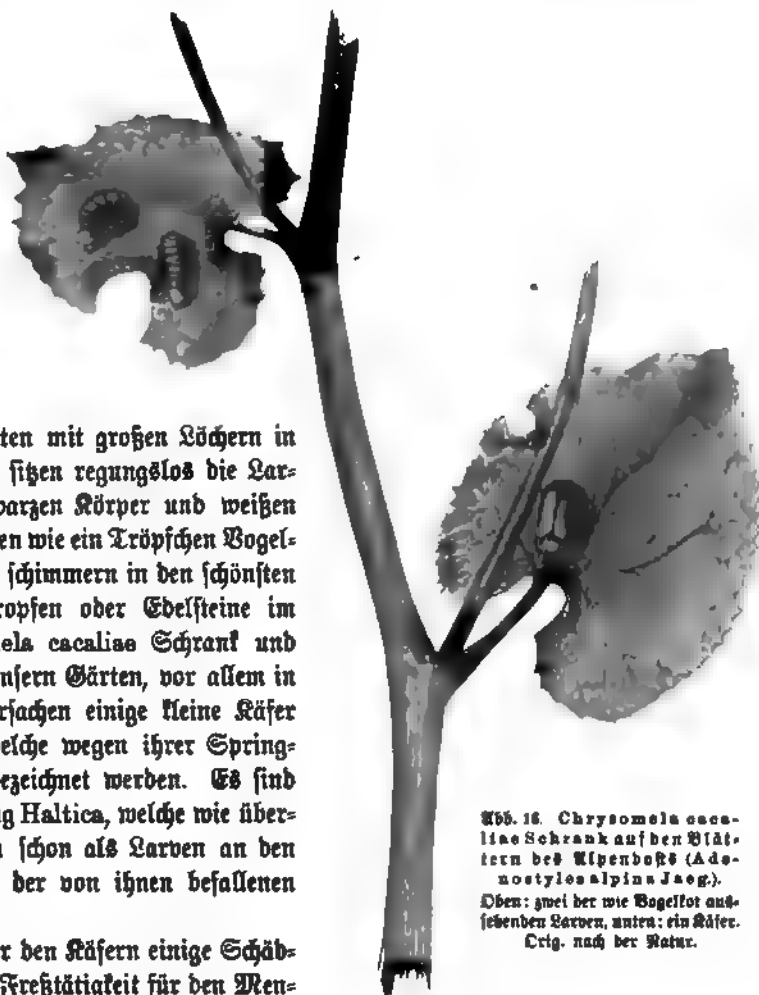 ten mit großen Löchern in
sitzen regungslos die Lar-
warzen Körper und weißen
en wie ein Tröpfchen Vogel-
schimmern in den schönsten
ropfen oder Edelsteine im
ela cacaliae Schrank und
nsern Gärten, vor allem in
rsachen einige kleine Käfer
elche wegen ihrer Spring-
ezeichnet werden. Es sind
g Haltica, welche wie über-
schon als Larven an den
der von ihnen befallenen
r den Käfern einige Schäd-
Freßtätigkeit für den Men-
Abb. 16. Chrysomela caca-
liae Schrank auf den Blät-
tern des Alpendosts (Ade-
nostyles alpina Jaeg.).
Oben: zwei der wie Vogelkot aus-
sehenden Larven, unten: ein Käfer.
Orig. nach der Natur.